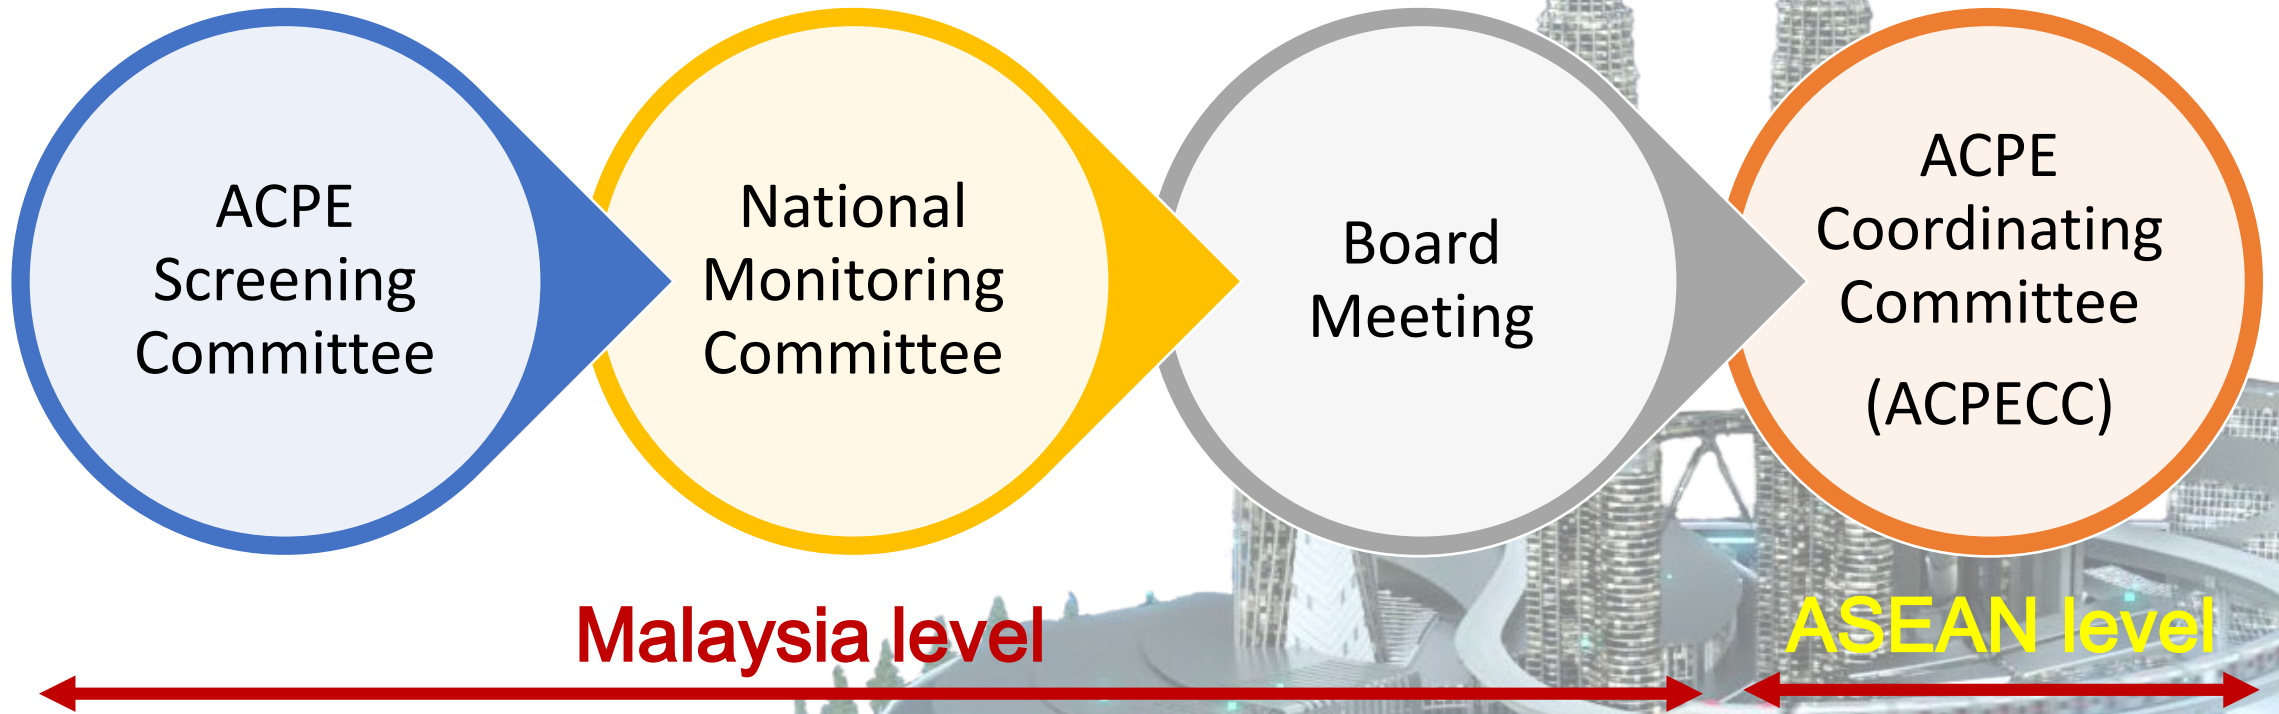 ACPE
Screening
Committee
National
Monitoring
Committee
Board
Meeting
ACPE
Coordinating
Committee
(ACPECC)
Malaysia level
ASEAN level